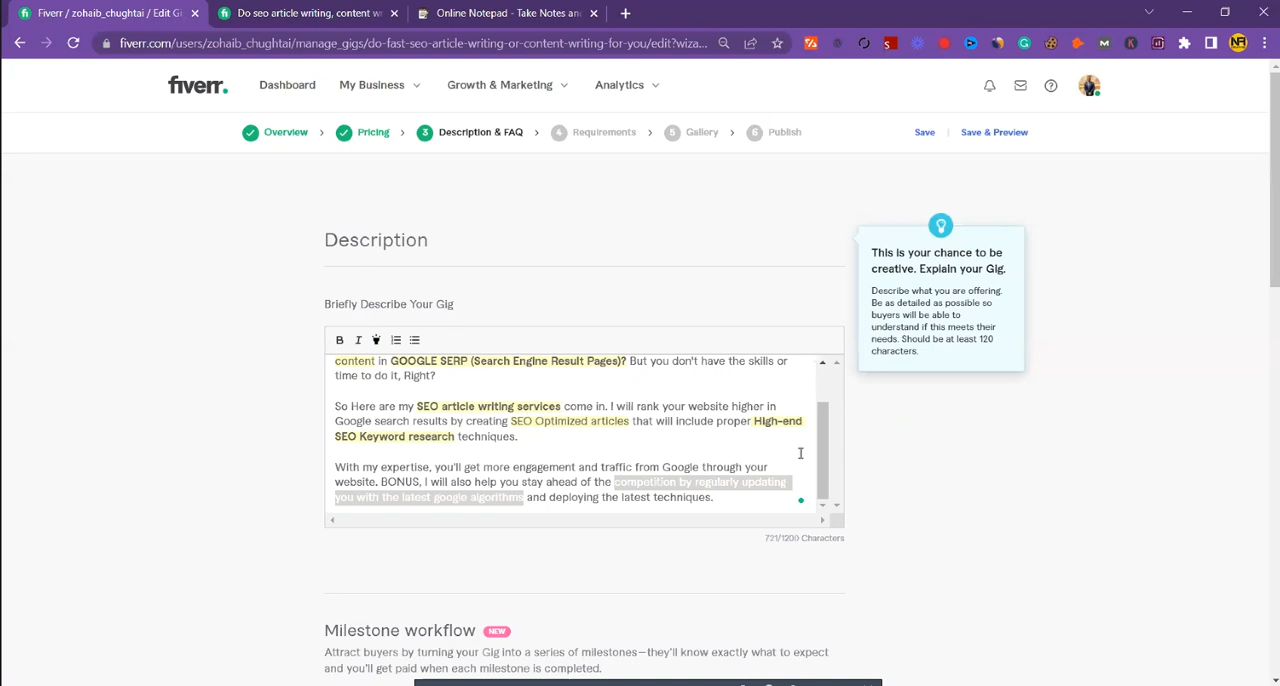 Fiverr / zohaib_chughtai / Edit Gi
Do seo article writing, content wr
Online Notepad - Take Notes and
fiverr.com/users/zohaib_chughtai/manage_gigs/do-fast-seo-article-writing-or-content-writing-for-you/edit?wiza...
fiverr.
Dashboard
My Business
Growth & Marketing
Analytics
Overview
Pricing
3 Description & FAQ
4 Requirements
5 Gallery
6 Publish
Save
Save & Preview
Description
This is your chance to be
creative. Explain your Gig.
Describe what you are offering.
Be as detailed as possible so
buyers will be able to
understand if this meets their
needs. Should be at least 120
characters.
Briefly Describe Your Gig
B I
content in GOOGLE SERP (Search Engine Result Pages)? But you don't have the skills or
time to do it, Right?
So Here are my SEO article writing services come in. I will rank your website higher in
Google search results by creating SEO Optimized articles that will include proper High-end
SEO Keyword research techniques.
With my expertise, you'll get more engagement and traffic from Google through your
website. BONUS, I will also help you stay ahead of the competition by regularly updating
you with the latest google algorithms and deploying the latest techniques.
721/1200 Characters
Milestone workflow NEW
Attract buyers by turning your Gig into a series of milestones—they'll know exactly what to expect
and you'll get paid when each milestone is completed.